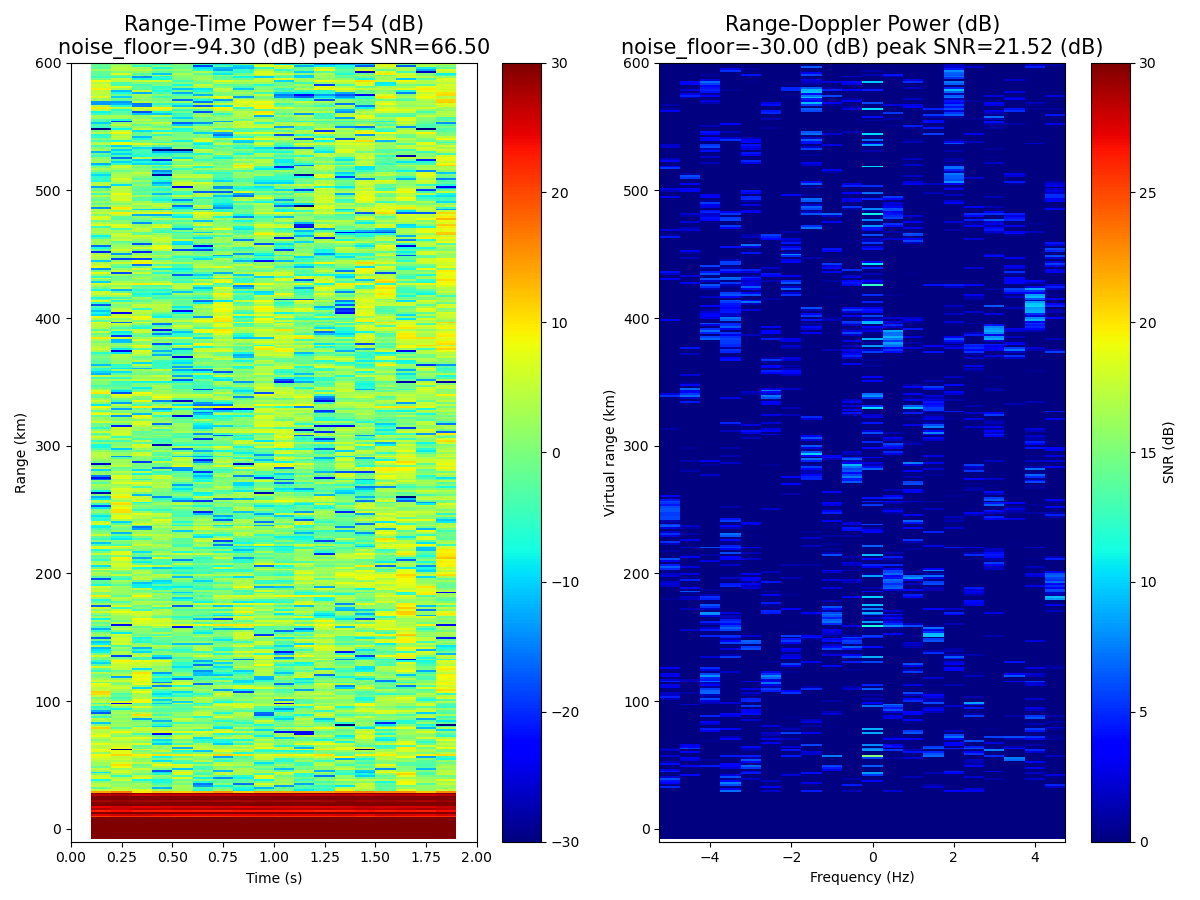 Range-Time Power f=54 (dB)
noise_floor=-94.30 (dB) peak SNR=66.50
600
500
400
300
200
100
0
Range (km)
0.00 0.25 0.50 0.75 1.00 1.25 1.50 1.75 2.00
Time (s)
30
20
10
0
−10
−20
−30
Range-Doppler Power (dB)
noise_floor=-30.00 (dB) peak SNR=21.52 (dB)
600
500
400
300
200
100
0
Virtual range (km)
−4 −2 0 2 4
Frequency (Hz)
30
25
20
15
10
5
0
SNR (dB)